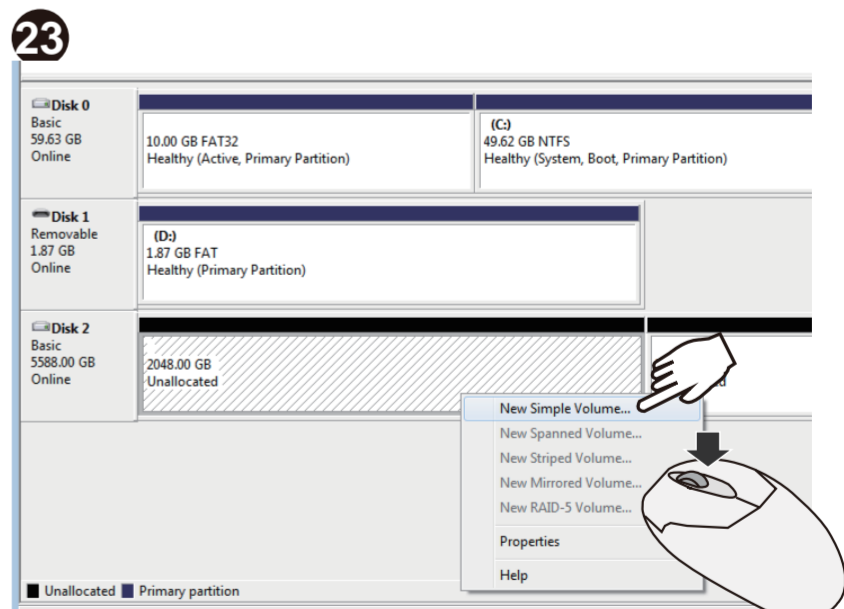 23
Disk 0
Basic
59.63 GB
Online
10.00 GB FAT32
Healthy (Active, Primary Partition)
(C:)
49.62 GB NTFS
Healthy (System, Boot, Primary Partition)
Disk 1
Removable
1.87 GB
Online
(D:)
1.87 GB FAT
Healthy (Primary Partition)
Disk 2
Basic
5588.00 GB
Online
2048.00 GB
Unallocated
New Simple Volume...
New Spanned Volume...
New Striped Volume...
New Mirrored Volume...
New RAID-5 Volume...
Properties
Help
Unallocated
Primary partition